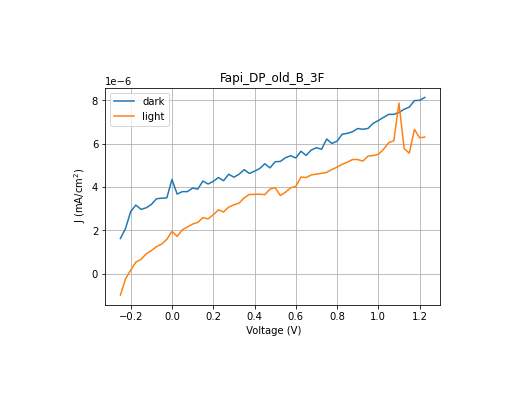 Fapi_DP_old_B_3F
1e−6
dark
light
8
6
4
2
0
J (mA/cm²)
−0.2 0.0 0.2 0.4 0.6 0.8 1.0 1.2
Voltage (V)